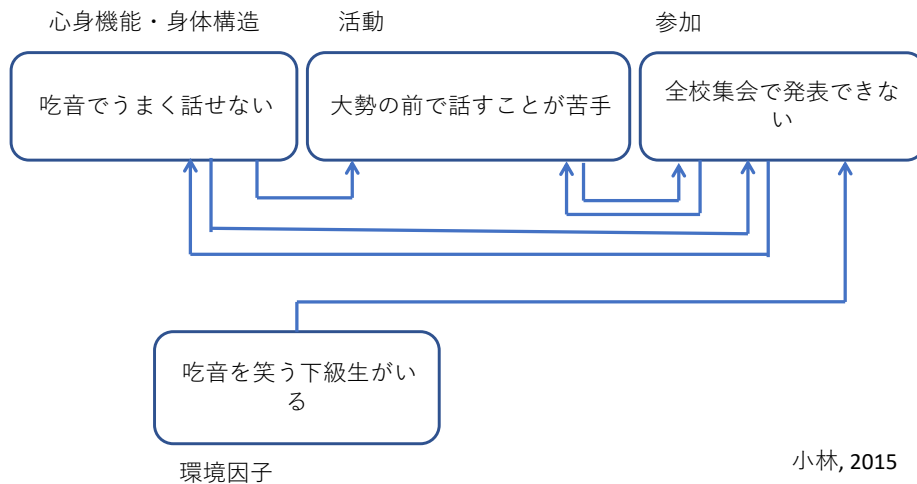 心身機能・身体構造
活動
参加
吃音でうまく話せない
大勢の前で話すことが苦手
全校集会で発表できな
い
吃音を笑う下級生がい
る
環境因子
小林, 2015